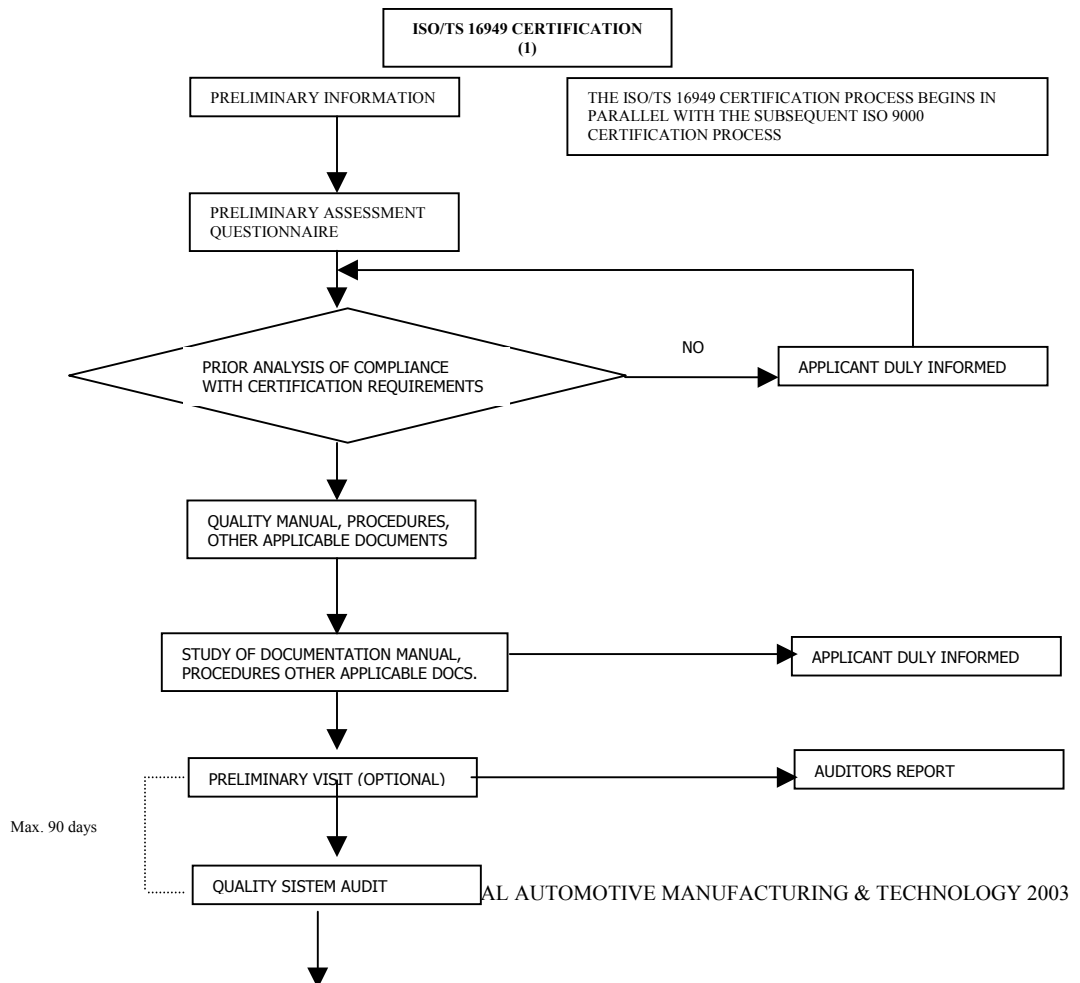 ISO/TS 16949 CERTIFICATION
(1)
PRELIMINARY INFORMATION
THE ISO/TS 16949 CERTIFICATION PROCESS BEGINS IN
PARALLEL WITH THE SUBSEQUENT ISO 9000
CERTIFICATION PROCESS
PRELIMINARY ASSESSMENT
QUESTIONNAIRE
PRIOR ANALYSIS OF COMPLIANCE
WITH CERTIFICATION REQUIREMENTS
NO
APPLICANT DULY INFORMED
QUALITY MANUAL, PROCEDURES,
OTHER APPLICABLE DOCUMENTS
STUDY OF DOCUMENTATION MANUAL,
PROCEDURES OTHER APPLICABLE DOCS.
APPLICANT DULY INFORMED
PRELIMINARY VISIT (OPTIONAL)
AUDITORS REPORT
Max. 90 days
QUALITY SISTEM AUDIT
AL AUTOMOTIVE MANUFACTURING & TECHNOLOGY 2003